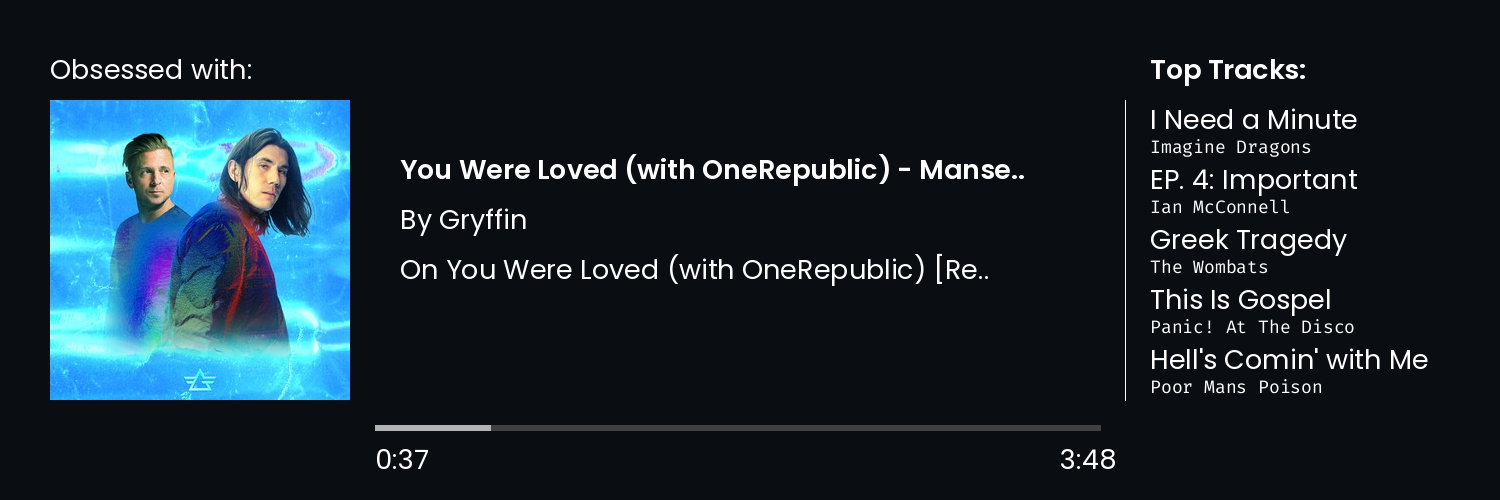 Obsessed with:
You Were Loved (with OneRepublic) - Manse..
By Gryffin
On You Were Loved (with OneRepublic) [Re..
0:37
3:48
Top Tracks:
I Need a Minute
Imagine Dragons
EP. 4: Important
Ian McConnell
Greek Tragedy
The Wombats
This Is Gospel
Panic! At The Disco
Hell's Comin' with Me
Poor Mans Poison